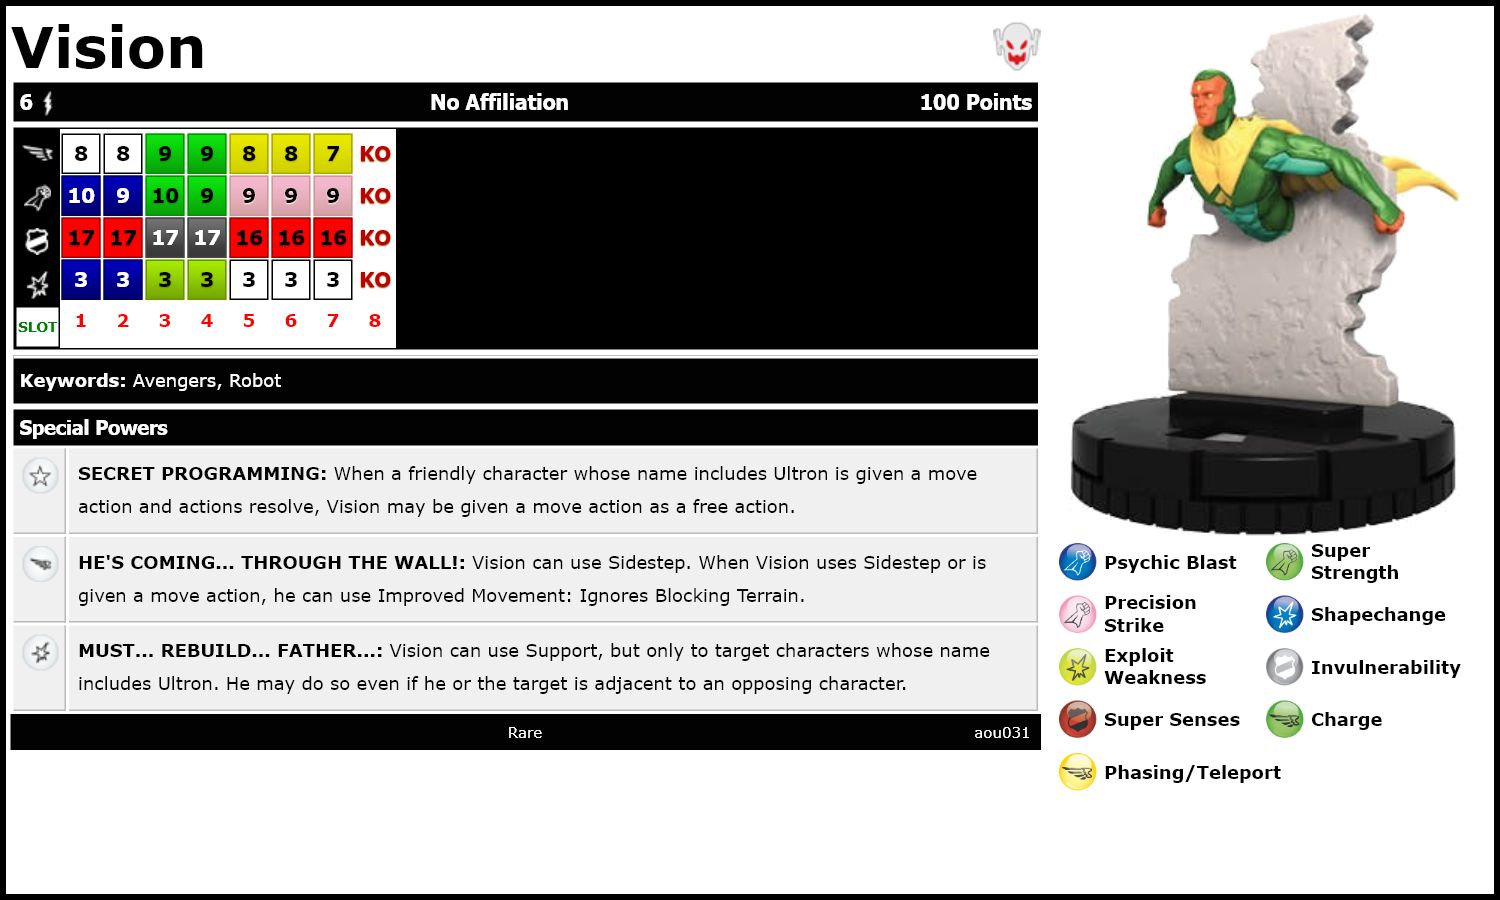 Vision
6 No Affiliation 100 Points
8 8 9 9 8 8 7 KO
10 9 10 9 9 9 9 KO
17 17 17 17 16 16 16 KO
3 3 3 3 3 3 3 KO
SLOT 1 2 3 4 5 6 7 8
Keywords: Avengers, Robot
Special Powers
SECRET PROGRAMMING: When a friendly character whose name includes Ultron is given a move
action and actions resolve, Vision may be given a move action as a free action.
HE'S COMING... THROUGH THE WALL!: Vision can use Sidestep. When Vision uses Sidestep or is
given a move action, he can use Improved Movement: Ignores Blocking Terrain.
MUST... REBUILD... FATHER...: Vision can use Support, but only to target characters whose name
includes Ultron. He may do so even if he or the target is adjacent to an opposing character.
Rare aou031
Psychic Blast
Super
Strength
Precision
Strike
Shapechange
Exploit
Weakness
Invulnerability
Super Senses
Charge
Phasing/Teleport